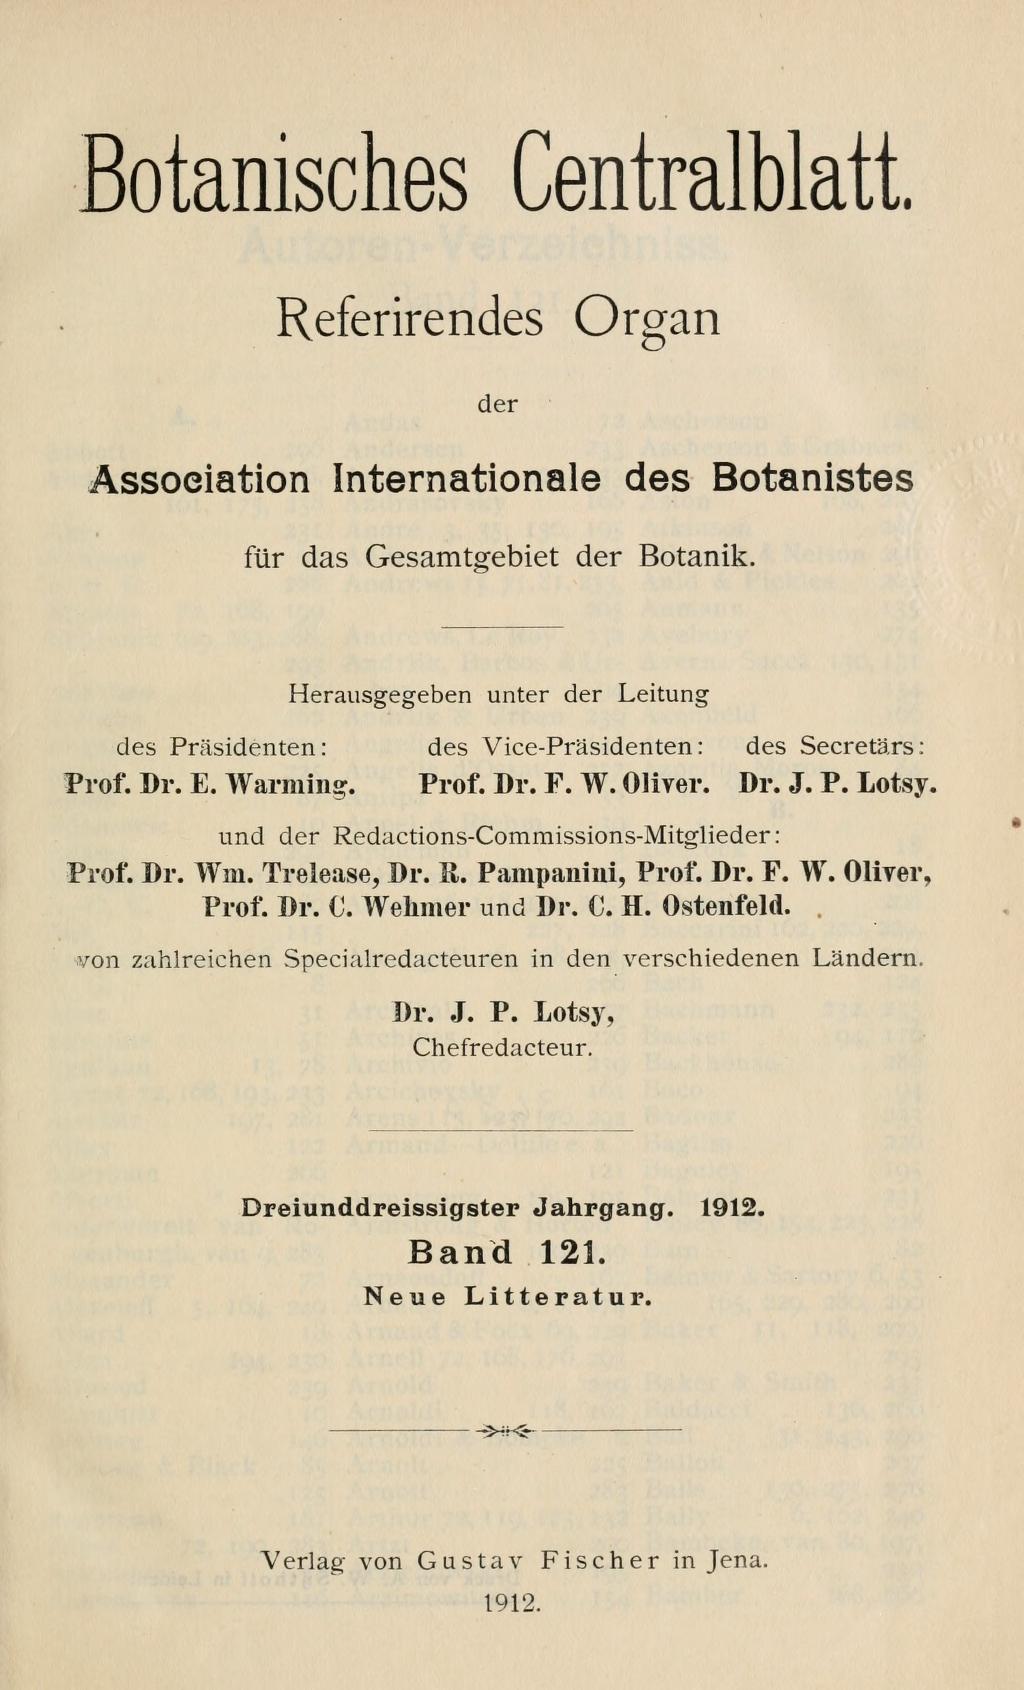 Botanisches Centralblatt.
Referirendes Organ
der
Association Internationale des Botanistes
für das Gesamtgebiet der Botanik.
Herausgegeben unter der Leitung
des Präsidenten: des Vice-Präsidenten: des Secretärs:
Prof. Dr. E. Warming. Prof. Dr. F. W. Oliver. Dr. J. P. Lotsy.
und der Redactions-Commissions-Mitglieder:
Prof. Dr. Wm. Trelease, Dr. R. Pampanini, Prof. Dr. F. W. Oliver,
Prof. Dr. C. Wehmer und Dr. C. H. Ostenfeld.
von zahlreichen Specialredacteuren in den verschiedenen Ländern.
Dr. J. P. Lotsy,
Chefredacteur.
Dreiunddreissigster Jahrgang. 1912.
Band 121.
Neue Litteratur.
Verlag von Gustav Fischer in Jena.
1912.